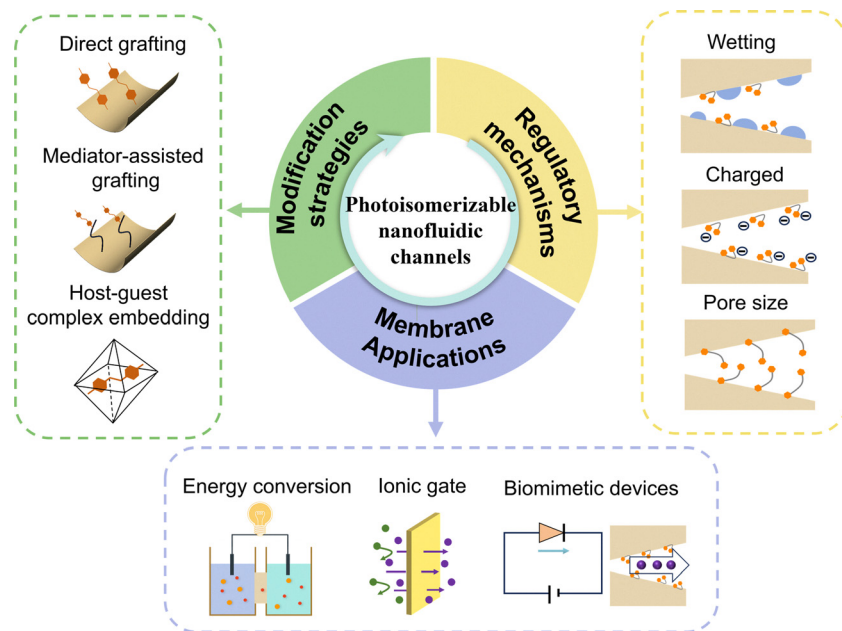 Direct grafting
Mediator-assisted
grafting
Host-guest
complex embedding
Modification
strategies
Photoisomerizable
nanofluidic
channels
Regulatory
mechanisms
Membrane
Applications
Wetting
Charged
Pore size
Energy conversion
Ionic gate
Biomimetic devices